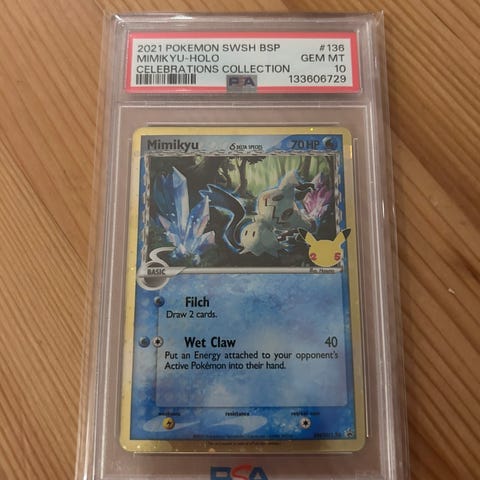 2021 POKEMON SWSH BSP #136
MIMIKYU-HOLO GEM MT
CELEBRATIONS COLLECTION 10
PSA 133606729
Mimikyu δ DELTA SPECIES 70 HP
BASIC
25
Filch
Draw 2 cards.
Wet Claw 40
Put an Energy attached to your opponent's
Active Pokémon into their hand.
weakness resistance retreat cost
PSA